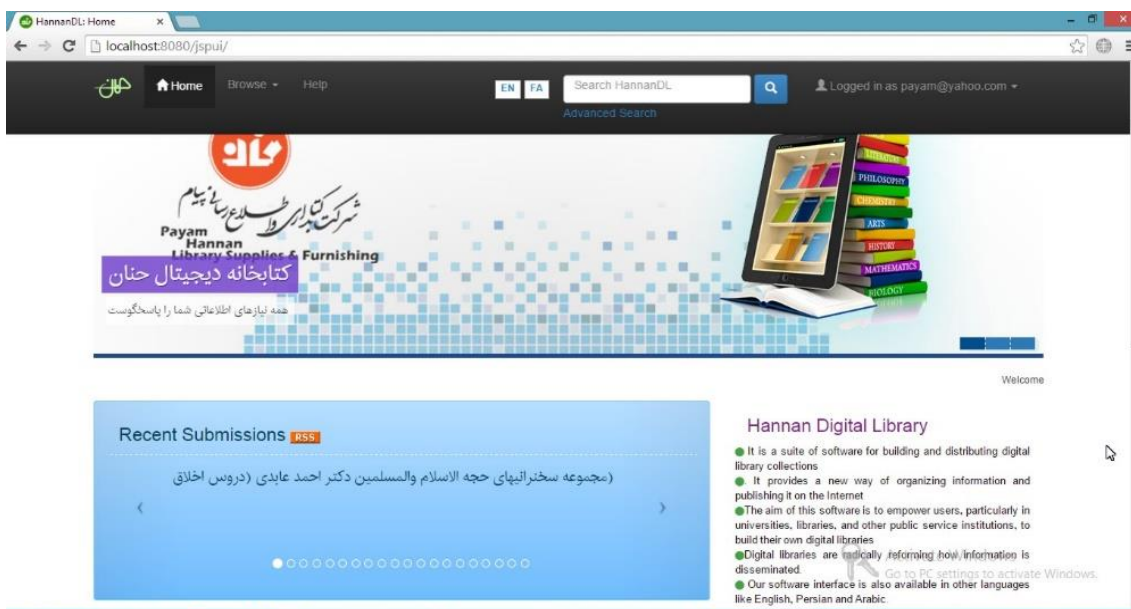 HannanDL: Home
localhost:8080/jspui/
Home
Browse
Help
EN
FA
Search HannanDL
Advanced Search
Logged in as payam@yahoo.com
شرکت کتابداری و اطلاع رسانی پیام
Payam
Hannan
Library Supplies & Furnishing
کتابخانه دیجیتال حنان
همه نیازهای اطلاعاتی شما را پاسخگوست
LITERATURE
PHILOSOPHY
CHEMISTRY
ARTS
HISTORY
MATHEMATICS
BIOLOGY
Welcome
Recent Submissions RSS
(مجموعه سخنرانیهای حجه الاسلام والمسلمین دکتر احمد عابدی (دروس اخلاق
Hannan Digital Library
It is a suite of software for building and distributing digital
library collections
. It provides a new way of organizing information and
publishing it on the Internet
The aim of this software is to empower users, particularly in
universities, libraries, and other public service institutions, to
build their own digital libraries
Digital libraries are radically reforming how information is
disseminated.
Our software interface is also available in other languages
like English, Persian and Arabic.
Activate Windows
Go to PC settings to activate Windows.